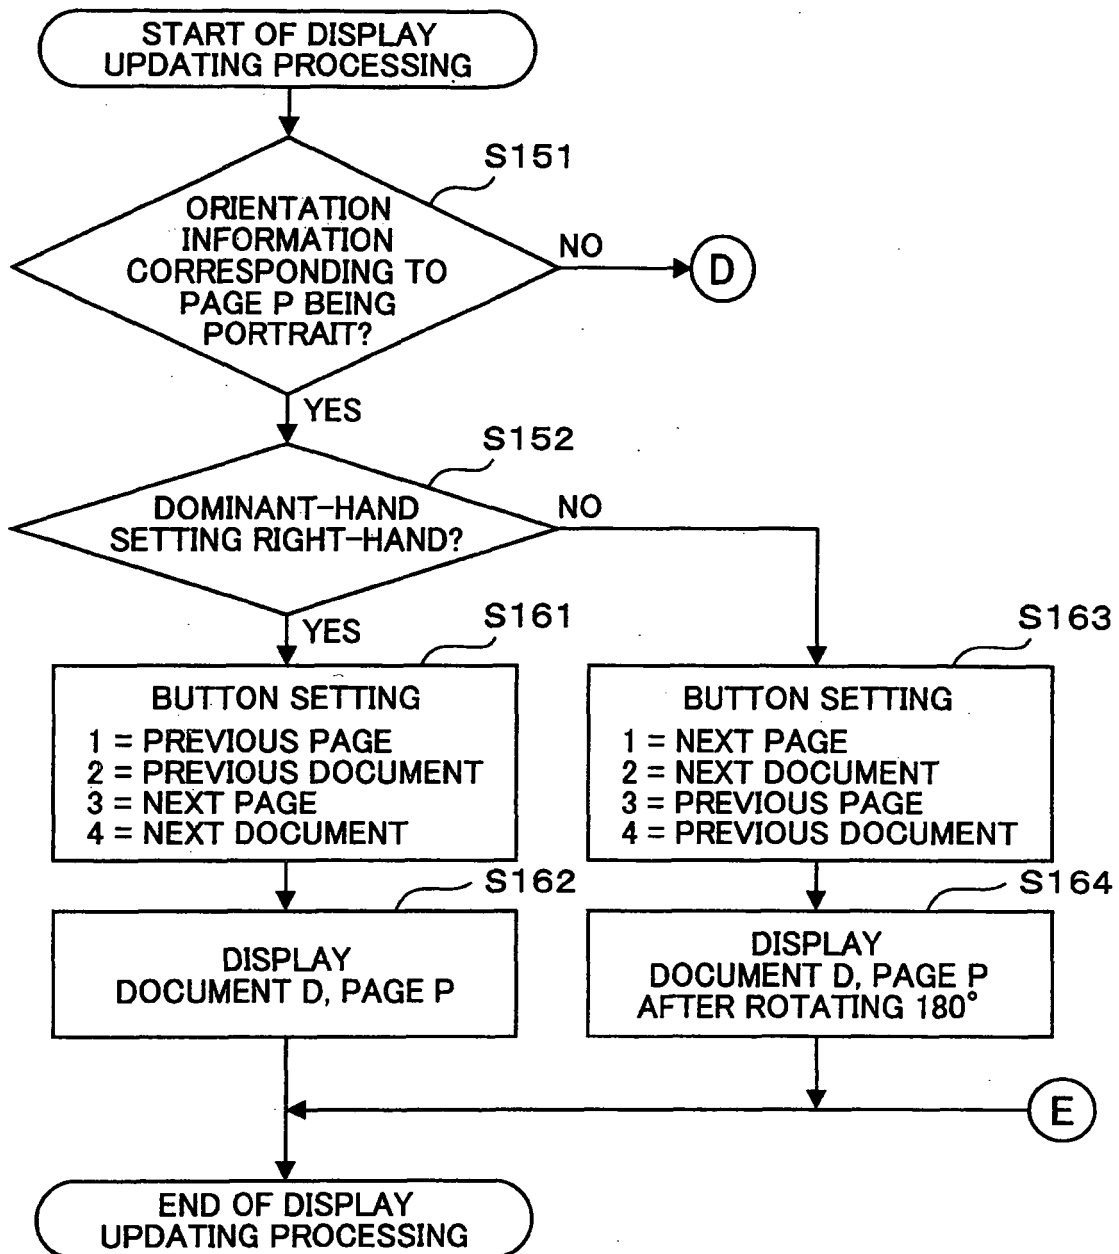 START OF DISPLAY
UPDATING PROCESSING
S151
ORIENTATION
INFORMATION
CORRESPONDING TO
PAGE P BEING
PORTRAIT?
NO
D
YES
S152
DOMINANT-HAND
SETTING RIGHT-HAND?
NO
YES
S161
BUTTON SETTING
1 = PREVIOUS PAGE
2 = PREVIOUS DOCUMENT
3 = NEXT PAGE
4 = NEXT DOCUMENT
S163
BUTTON SETTING
1 = NEXT PAGE
2 = NEXT DOCUMENT
3 = PREVIOUS PAGE
4 = PREVIOUS DOCUMENT
S162
DISPLAY
DOCUMENT D, PAGE P
S164
DISPLAY
DOCUMENT D, PAGE P
AFTER ROTATING 180°
E
END OF DISPLAY
UPDATING PROCESSING